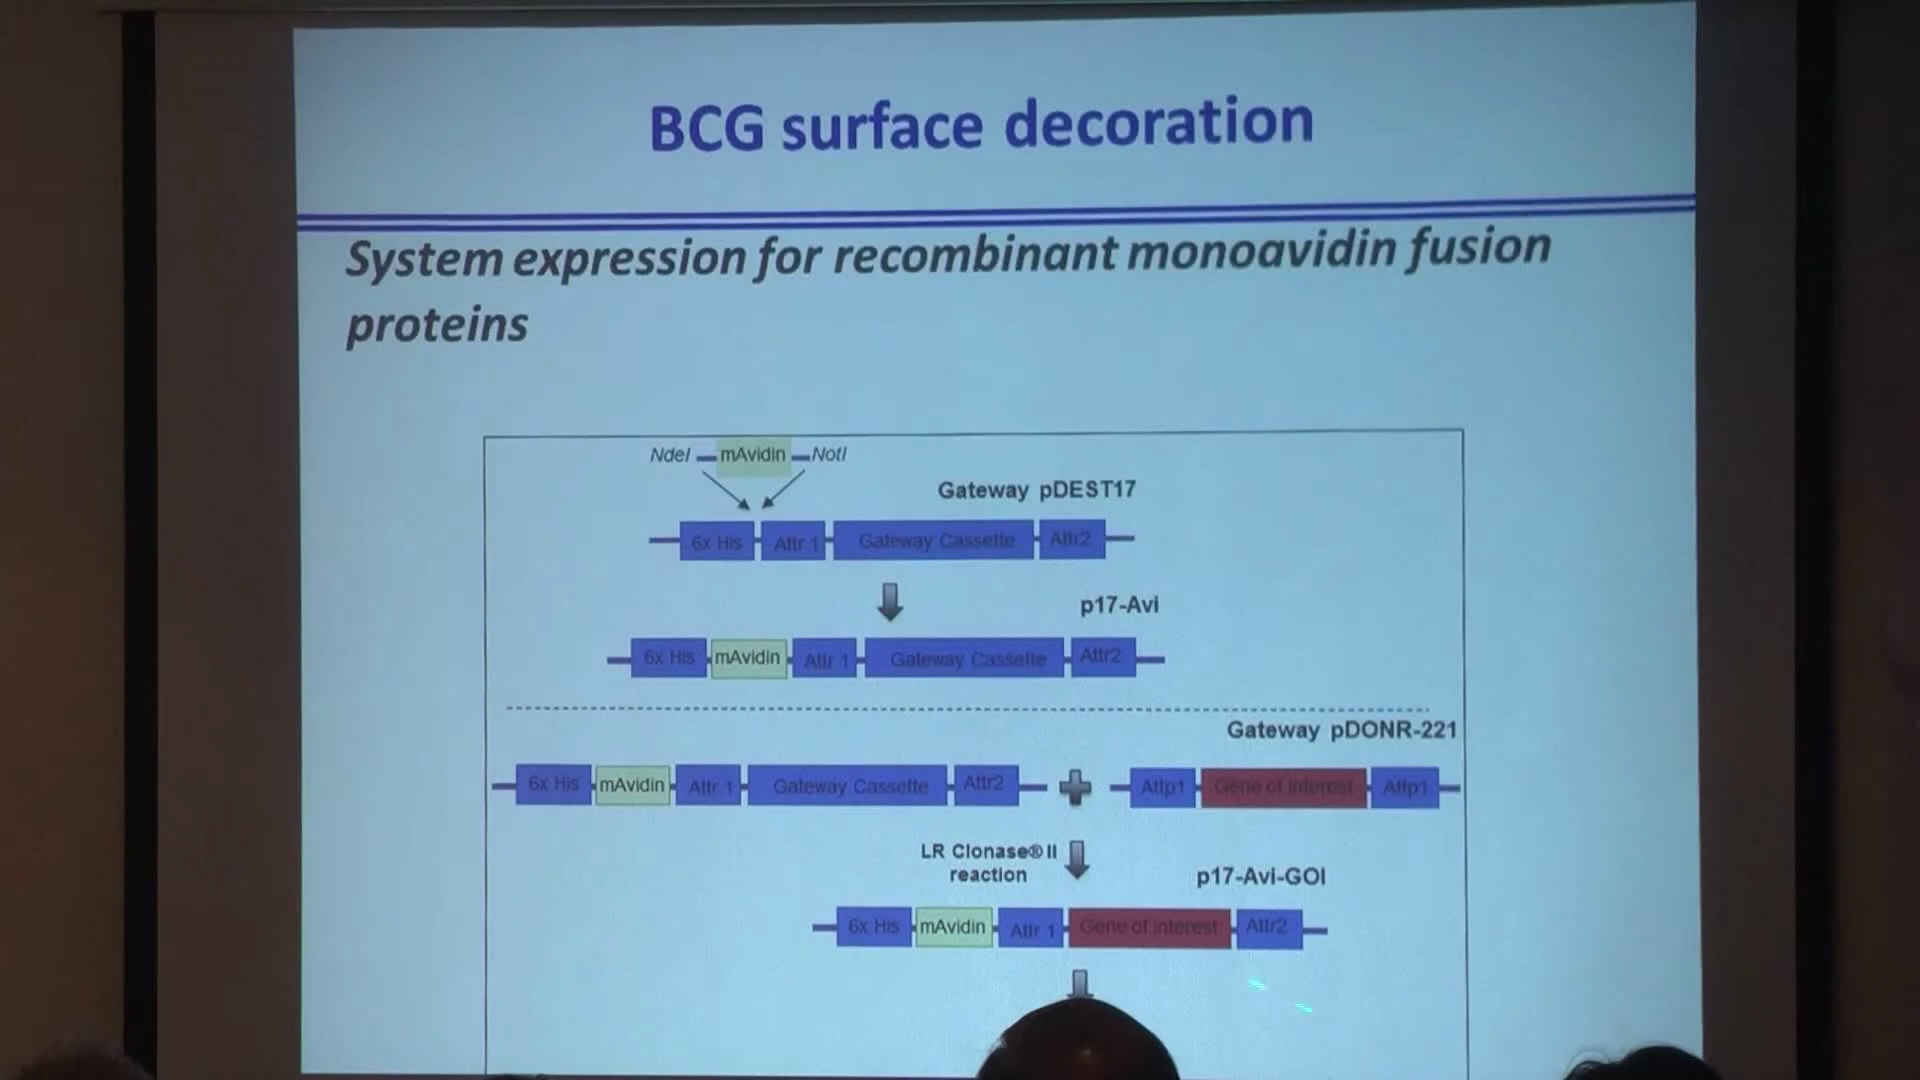 BCG surface decoration
System expression for recombinant monoavidin fusion
proteins
NdeI mAvidin NotI
Gateway pDEST17
6x His Attr 1 Gateway Cassette Attr2
p17-Avi
6x His mAvidin Attr 1 Gateway Cassette Attr2
Gateway pDONR-221
6x His mAvidin Attr 1 Gateway Cassette Attr2 Attp1 Gene of interest Attp1
LR Clonase® II
reaction
p17-Avi-GOI
6x His mAvidin Attr 1 Gene of interest Attr2